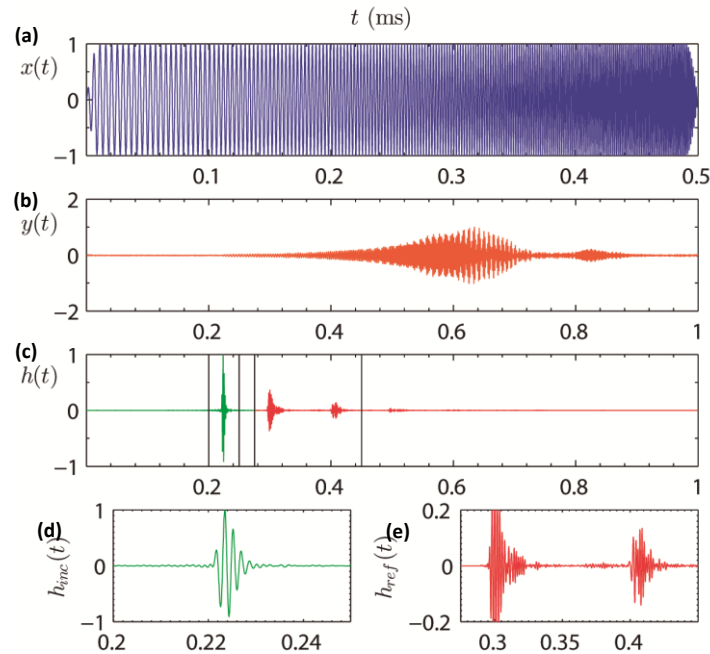 t (ms)
(a)
1
x(t)
0
-1
0.1 0.2 0.3 0.4 0.5
(b)
2
y(t)
0
-2
0.2 0.4 0.6 0.8 1
(c)
1
h(t)
0
-1
0.2 0.4 0.6 0.8 1
(d)
1
h_inc(t)
0
-1
0.2 0.22 0.24
(e)
0.2
h_ref(t)
0
-0.2
0.3 0.35 0.4